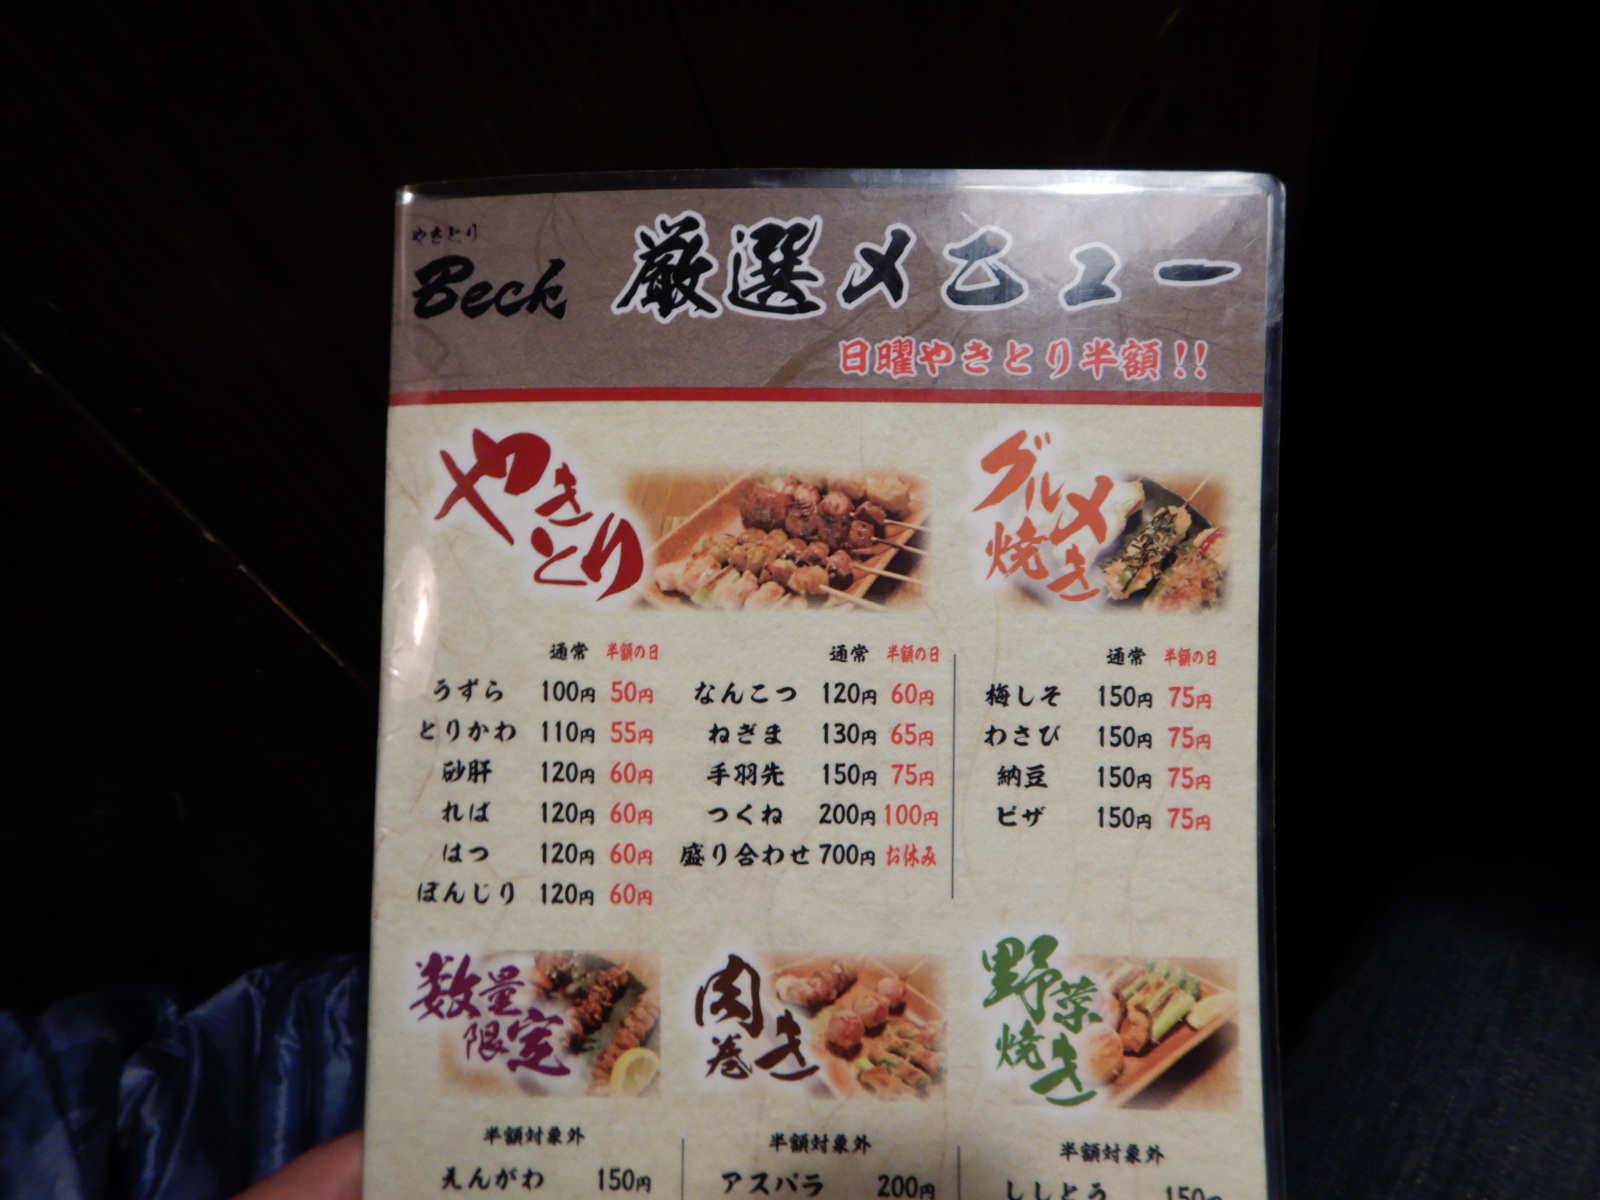 やきとり
Beck
厳選メニュー
日曜やきとり半額!!
やきとり
通常 半額の日
うずら 100円 50円
とりかわ 110円 55円
砂肝 120円 60円
ればー 120円 60円
はつ 120円 60円
ぼんじり 120円 60円
通常 半額の日
なんこつ 120円 60円
ねぎま 130円 65円
手羽先 150円 75円
つくね 200円 100円
盛り合わせ 700円 お休み
グルメ焼き
通常 半額の日
梅しそ 150円 75円
わさび 150円 75円
納豆 150円 75円
ピザ 150円 75円
数量限定
半額対象外
えんがわ 150円
肉巻き
半額対象外
アスパラ 200円
野菜焼き
半額対象外
ししとう 150円